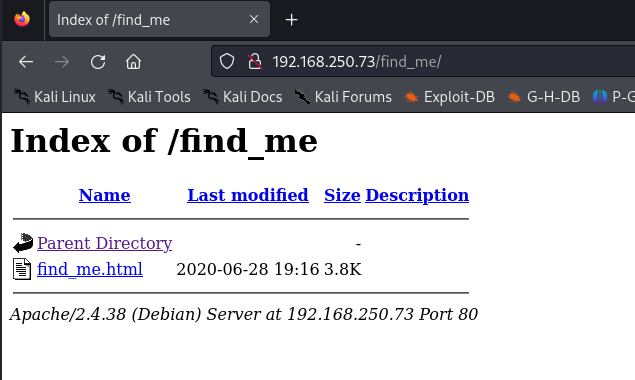 Index of /find_me
192.168.250.73/find_me/
Kali Linux Kali Tools Kali Docs Kali Forums Exploit-DB G-H-DB P-G
Index of /find_me
Name Last modified Size Description
Parent Directory -
find_me.html 2020-06-28 19:16 3.8K
Apache/2.4.38 (Debian) Server at 192.168.250.73 Port 80